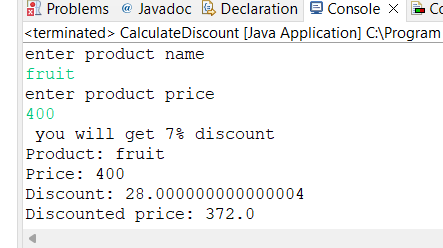 Problems @ Javadoc Declaration Console
<terminated> CalculateDiscount [Java Application] C:\Program
enter product name
fruit
enter product price
400
 you will get 7% discount
Product: fruit
Price: 400
Discount: 28.000000000000004
Discounted price: 372.0